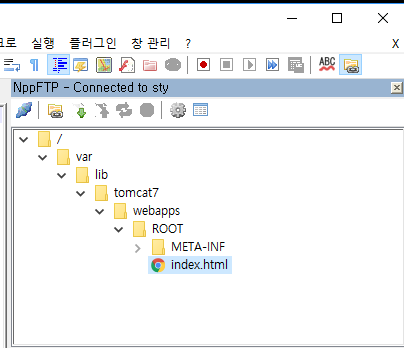 크로 실행 플러그인 창 관리 ? X
ABC
NppFTP - Connected to sty
/
var
lib
tomcat7
webapps
ROOT
META-INF
index.html